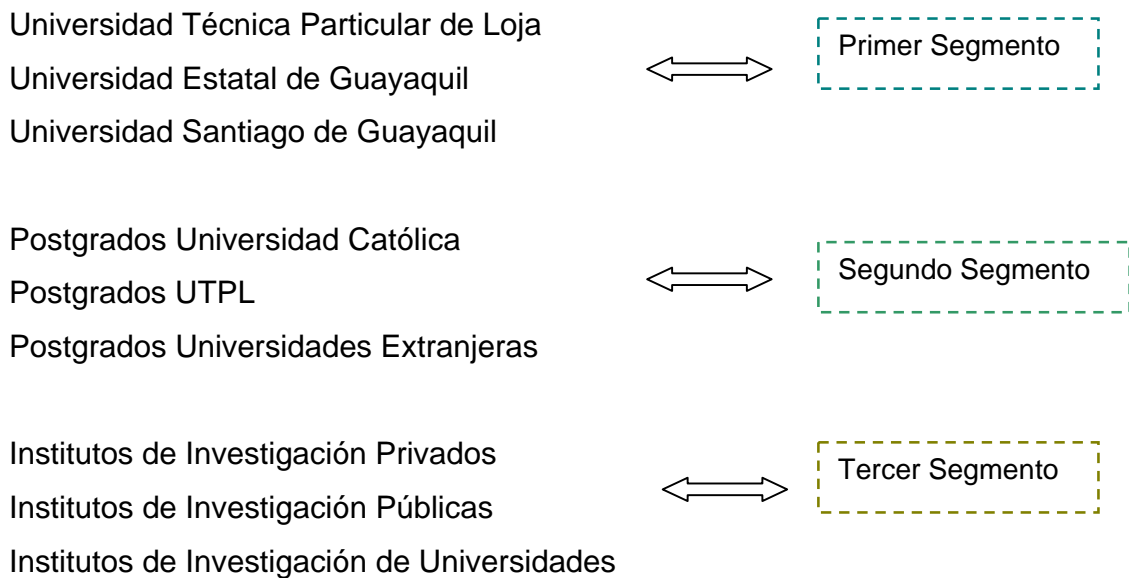 Universidad Técnica Particular de Loja
Primer Segmento
Universidad Estatal de Guayaquil
Universidad Santiago de Guayaquil
Postgrados Universidad Católica
Segundo Segmento
Postgrados UTPL
Postgrados Universidades Extranjeras
Institutos de Investigación Privados
Tercer Segmento
Institutos de Investigación Públicas
Institutos de Investigación de Universidades